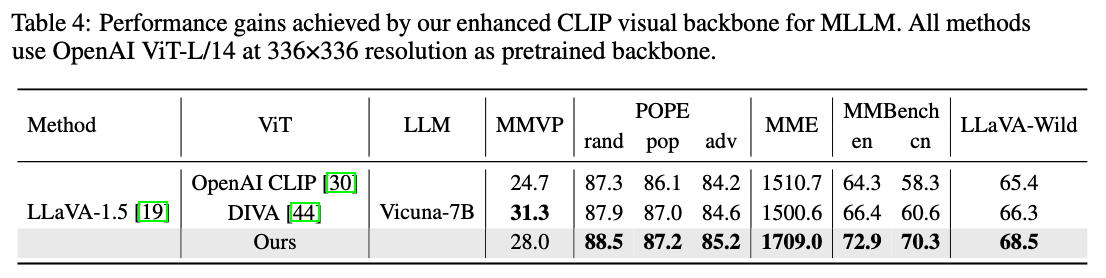 Table 4: Performance gains achieved by our enhanced CLIP visual backbone for MLLM. All methods
use OpenAI ViT-L/14 at 336×336 resolution as pretrained backbone.
Method ViT LLM MMVP POPE MME MMBench LLaVA-Wild
rand pop adv en cn
OpenAI CLIP [30] 24.7 87.3 86.1 84.2 1510.7 64.3 58.3 65.4
LLaVA-1.5 [19] DIVA [44] Vicuna-7B 31.3 87.9 87.0 84.6 1500.6 66.4 60.6 66.3
Ours 28.0 88.5 87.2 85.2 1709.0 72.9 70.3 68.5